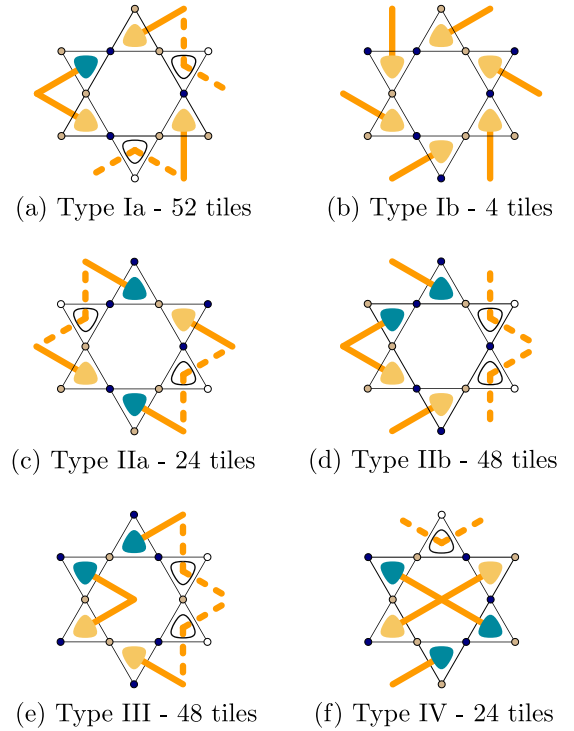 (a) Type Ia - 52 tiles
(b) Type Ib - 4 tiles
(c) Type IIa - 24 tiles
(d) Type IIb - 48 tiles
(e) Type III - 48 tiles
(f) Type IV - 24 tiles